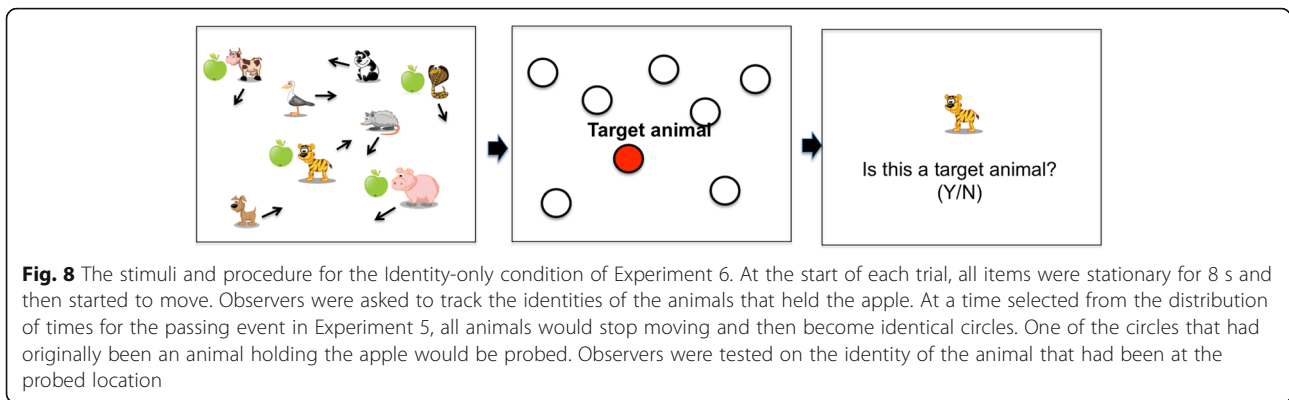 Target animal
Is this a target animal?
(Y/N)
Fig. 8 The stimuli and procedure for the Identity-only condition of Experiment 6. At the start of each trial, all items were stationary for 8 s and
then started to move. Observers were asked to track the identities of the animals that held the apple. At a time selected from the distribution
of times for the passing event in Experiment 5, all animals would stop moving and then become identical circles. One of the circles that had
originally been an animal holding the apple would be probed. Observers were tested on the identity of the animal that had been at the
probed location